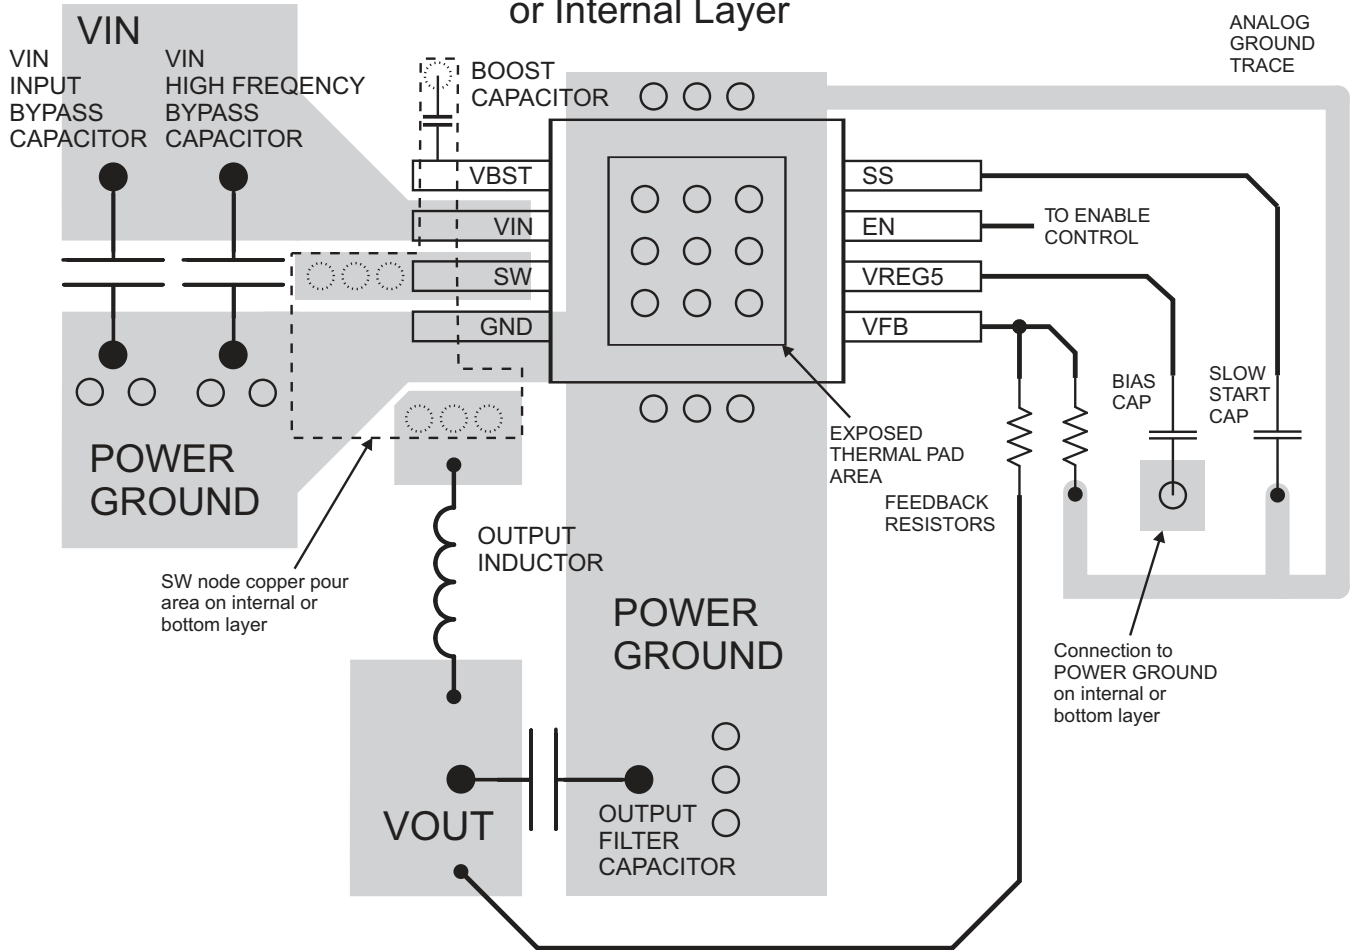 or Internal Layer
VIN
VIN
INPUT
BYPASS
CAPACITOR
VIN
HIGH FREQENCY
BYPASS
CAPACITOR
BOOST
CAPACITOR
ANALOG
GROUND
TRACE
VBST
VIN
SW
GND
SS
EN
VREG5
VFB
TO ENABLE
CONTROL
BIAS
CAP
SLOW
START
CAP
EXPOSED
THERMAL PAD
AREA
FEEDBACK
RESISTORS
POWER
GROUND
OUTPUT
INDUCTOR
SW node copper pour
area on internal or
bottom layer
POWER
GROUND
Connection to
POWER GROUND
on internal or
bottom layer
VOUT
OUTPUT
FILTER
CAPACITOR